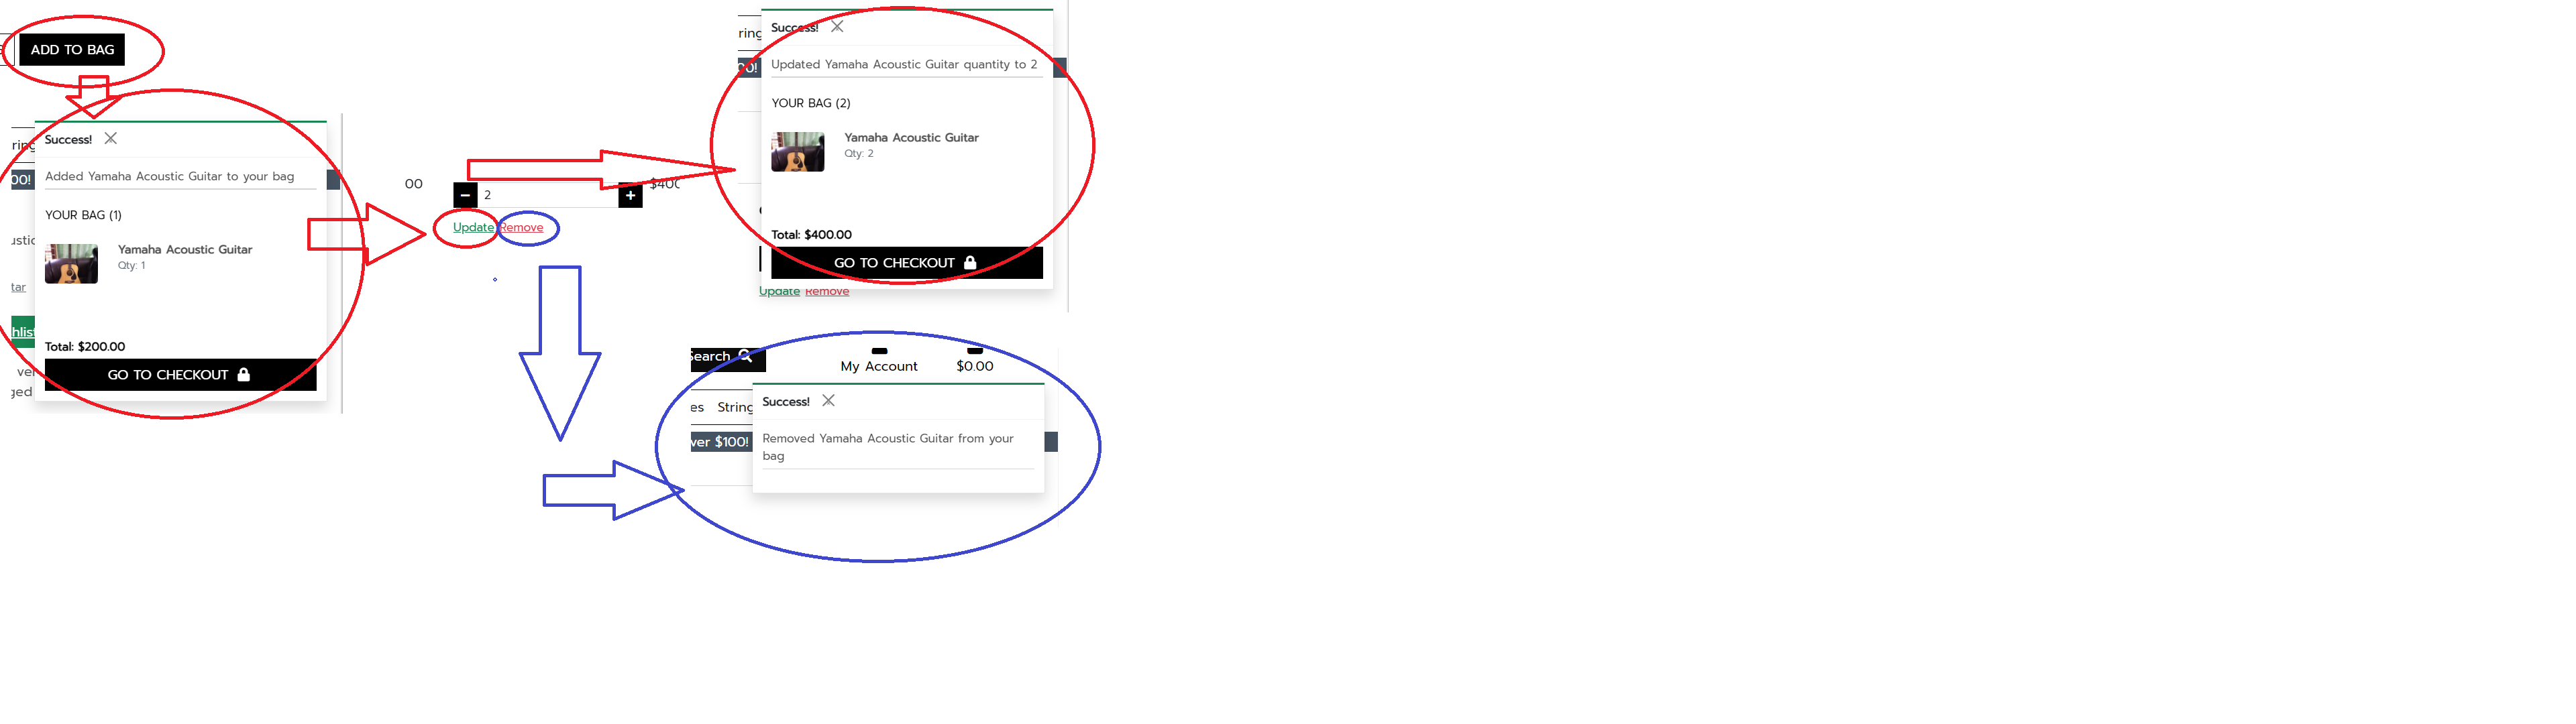 ADD TO BAG
ring
Success!
00!
Added Yamaha Acoustic Guitar to your bag
YOUR BAG (1)
ustic
Yamaha Acoustic Guitar
Qty: 1
tar
hlist
Total: $200.00
ver
GO TO CHECKOUT
ged
00
2
$400
Update Remove
ring
Success!
00!
Updated Yamaha Acoustic Guitar quantity to 2
YOUR BAG (2)
Yamaha Acoustic Guitar
Qty: 2
Total: $400.00
GO TO CHECKOUT
Update Remove
Search
My Account
$0.00
es String
Success!
ver $100!
Removed Yamaha Acoustic Guitar from your
bag